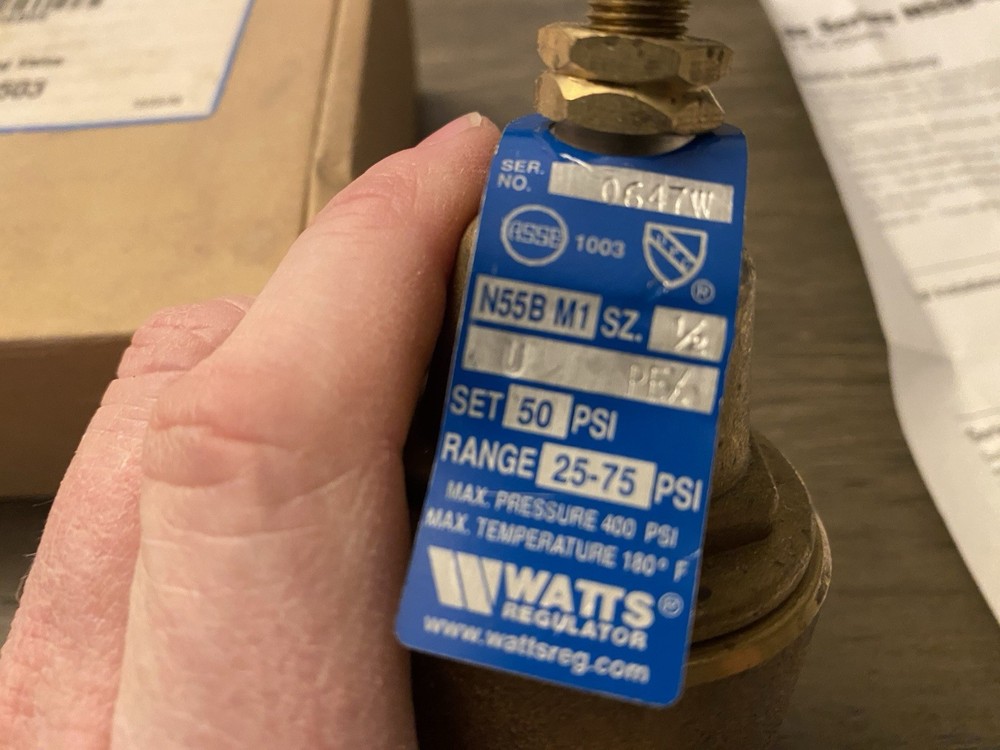 SER. NO. 0647W
ASSE 1003
®
N55B M1 SZ. 1/2
U PEX
SET 50 PSI
RANGE 25-75 PSI
MAX. PRESSURE 400 PSI
MAX. TEMPERATURE 180° F
WATTS®
REGULATOR
www.wattsreg.com
503